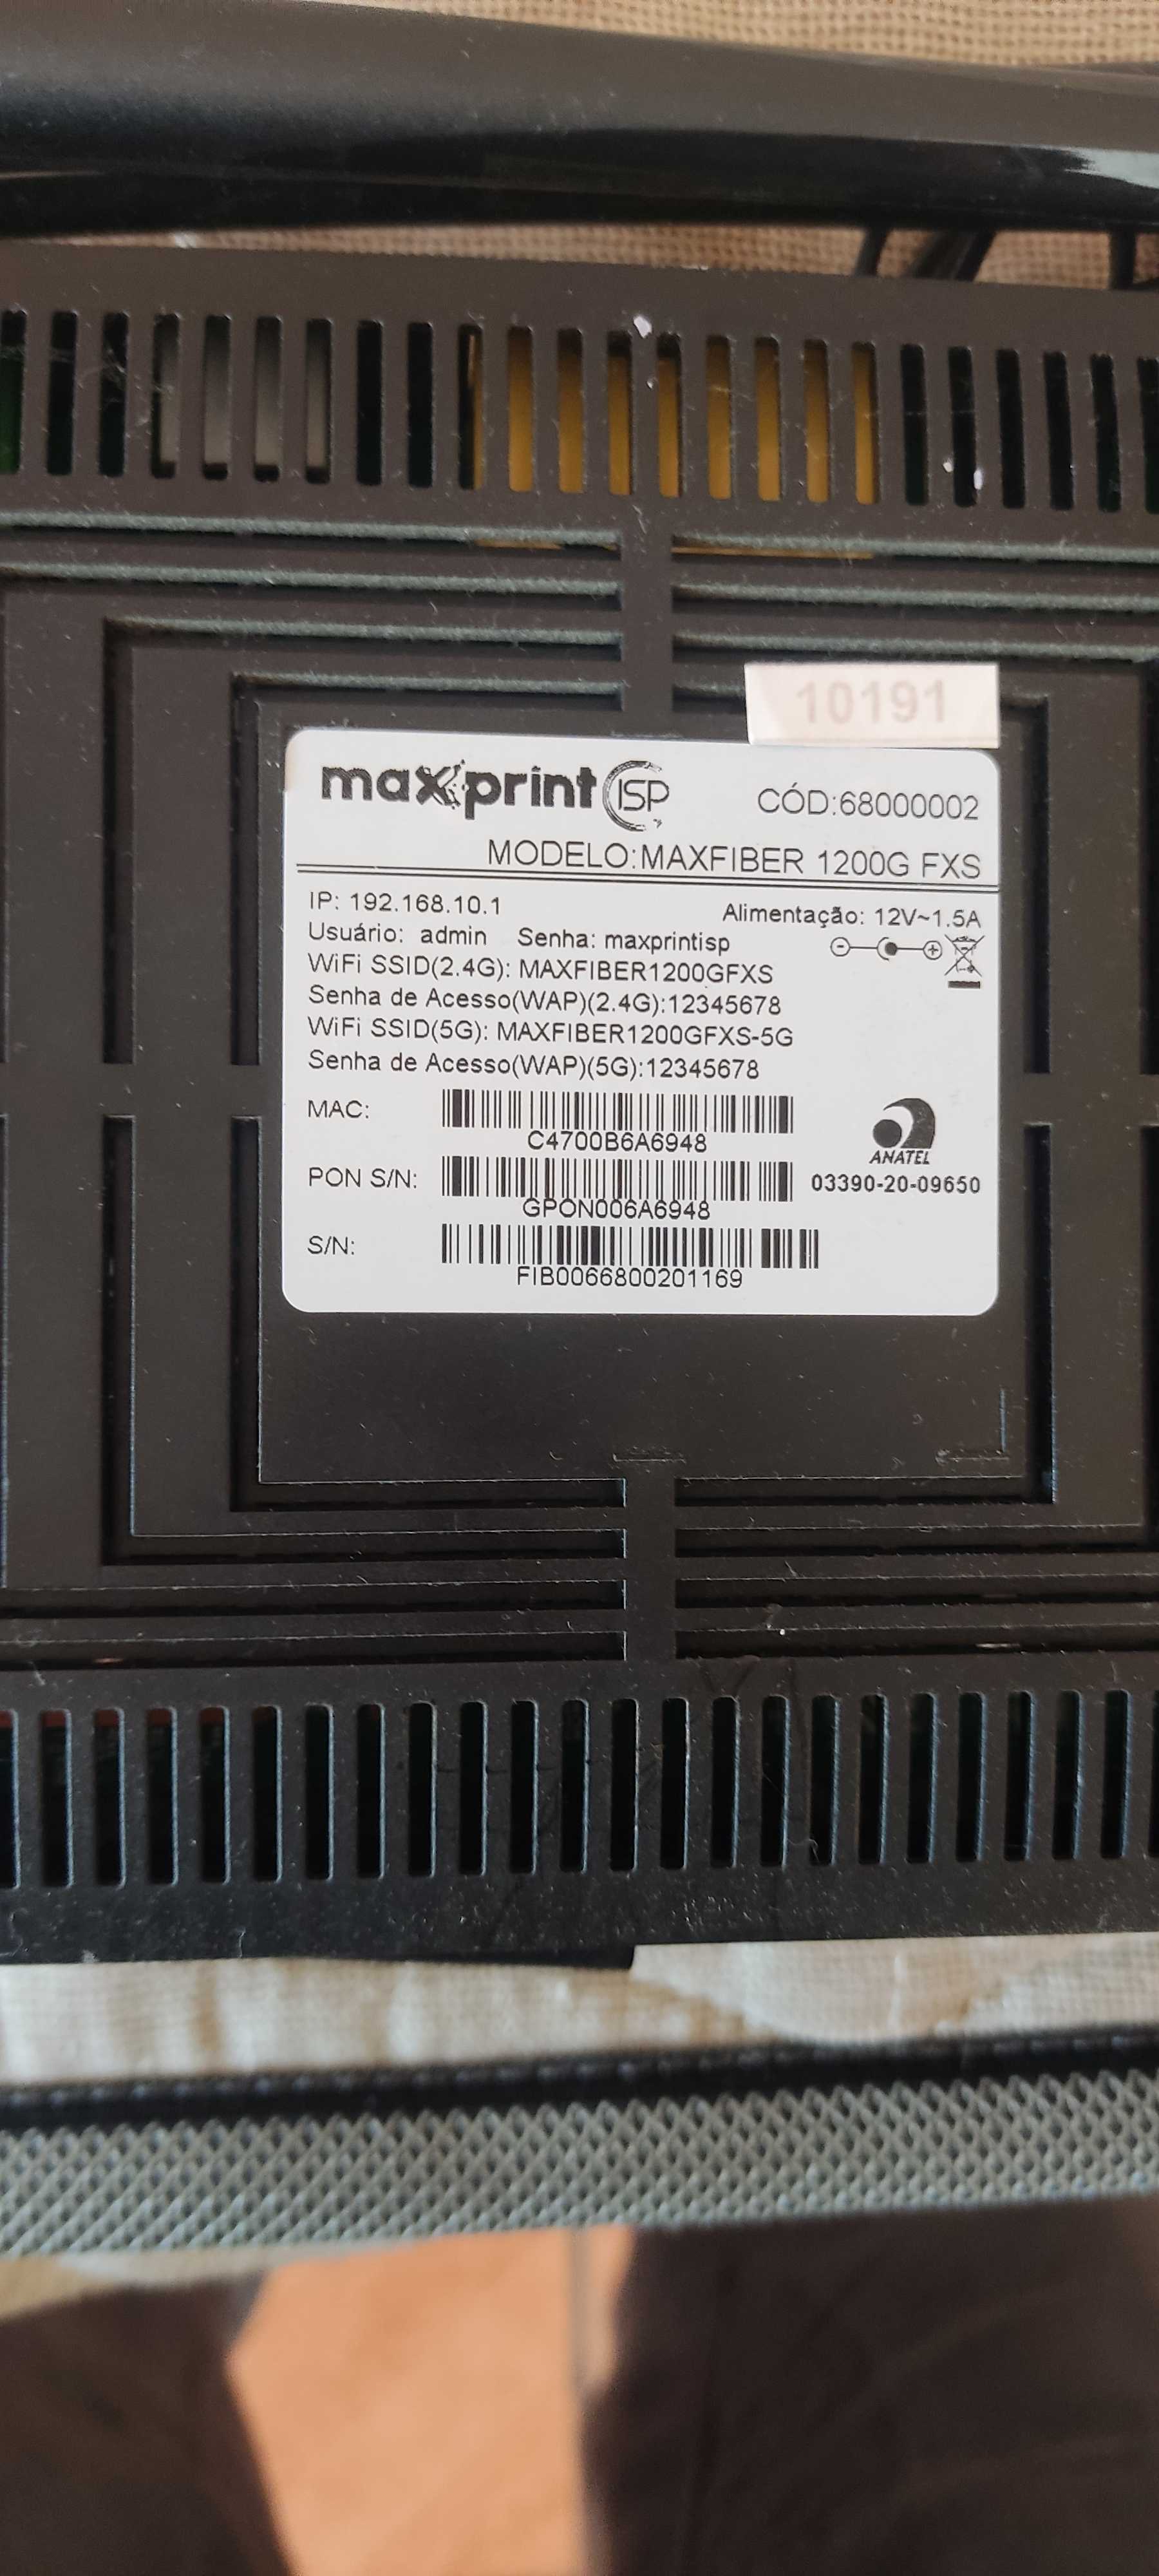 10191
maxprint ISP
CÓD:68000002
MODELO:MAXFIBER 1200G FXS
IP: 192.168.10.1
Alimentação: 12V~1.5A
Usuário: admin Senha: maxprintisp
WiFi SSID(2.4G): MAXFIBER1200GFXS
Senha de Acesso(WAP)(2.4G):12345678
WiFi SSID(5G): MAXFIBER1200GFXS-5G
Senha de Acesso(WAP)(5G):12345678
MAC:
C4700B6A6948
ANATEL
PON S/N:
03390-20-09650
GPON006A6948
S/N:
FIB0066800201169